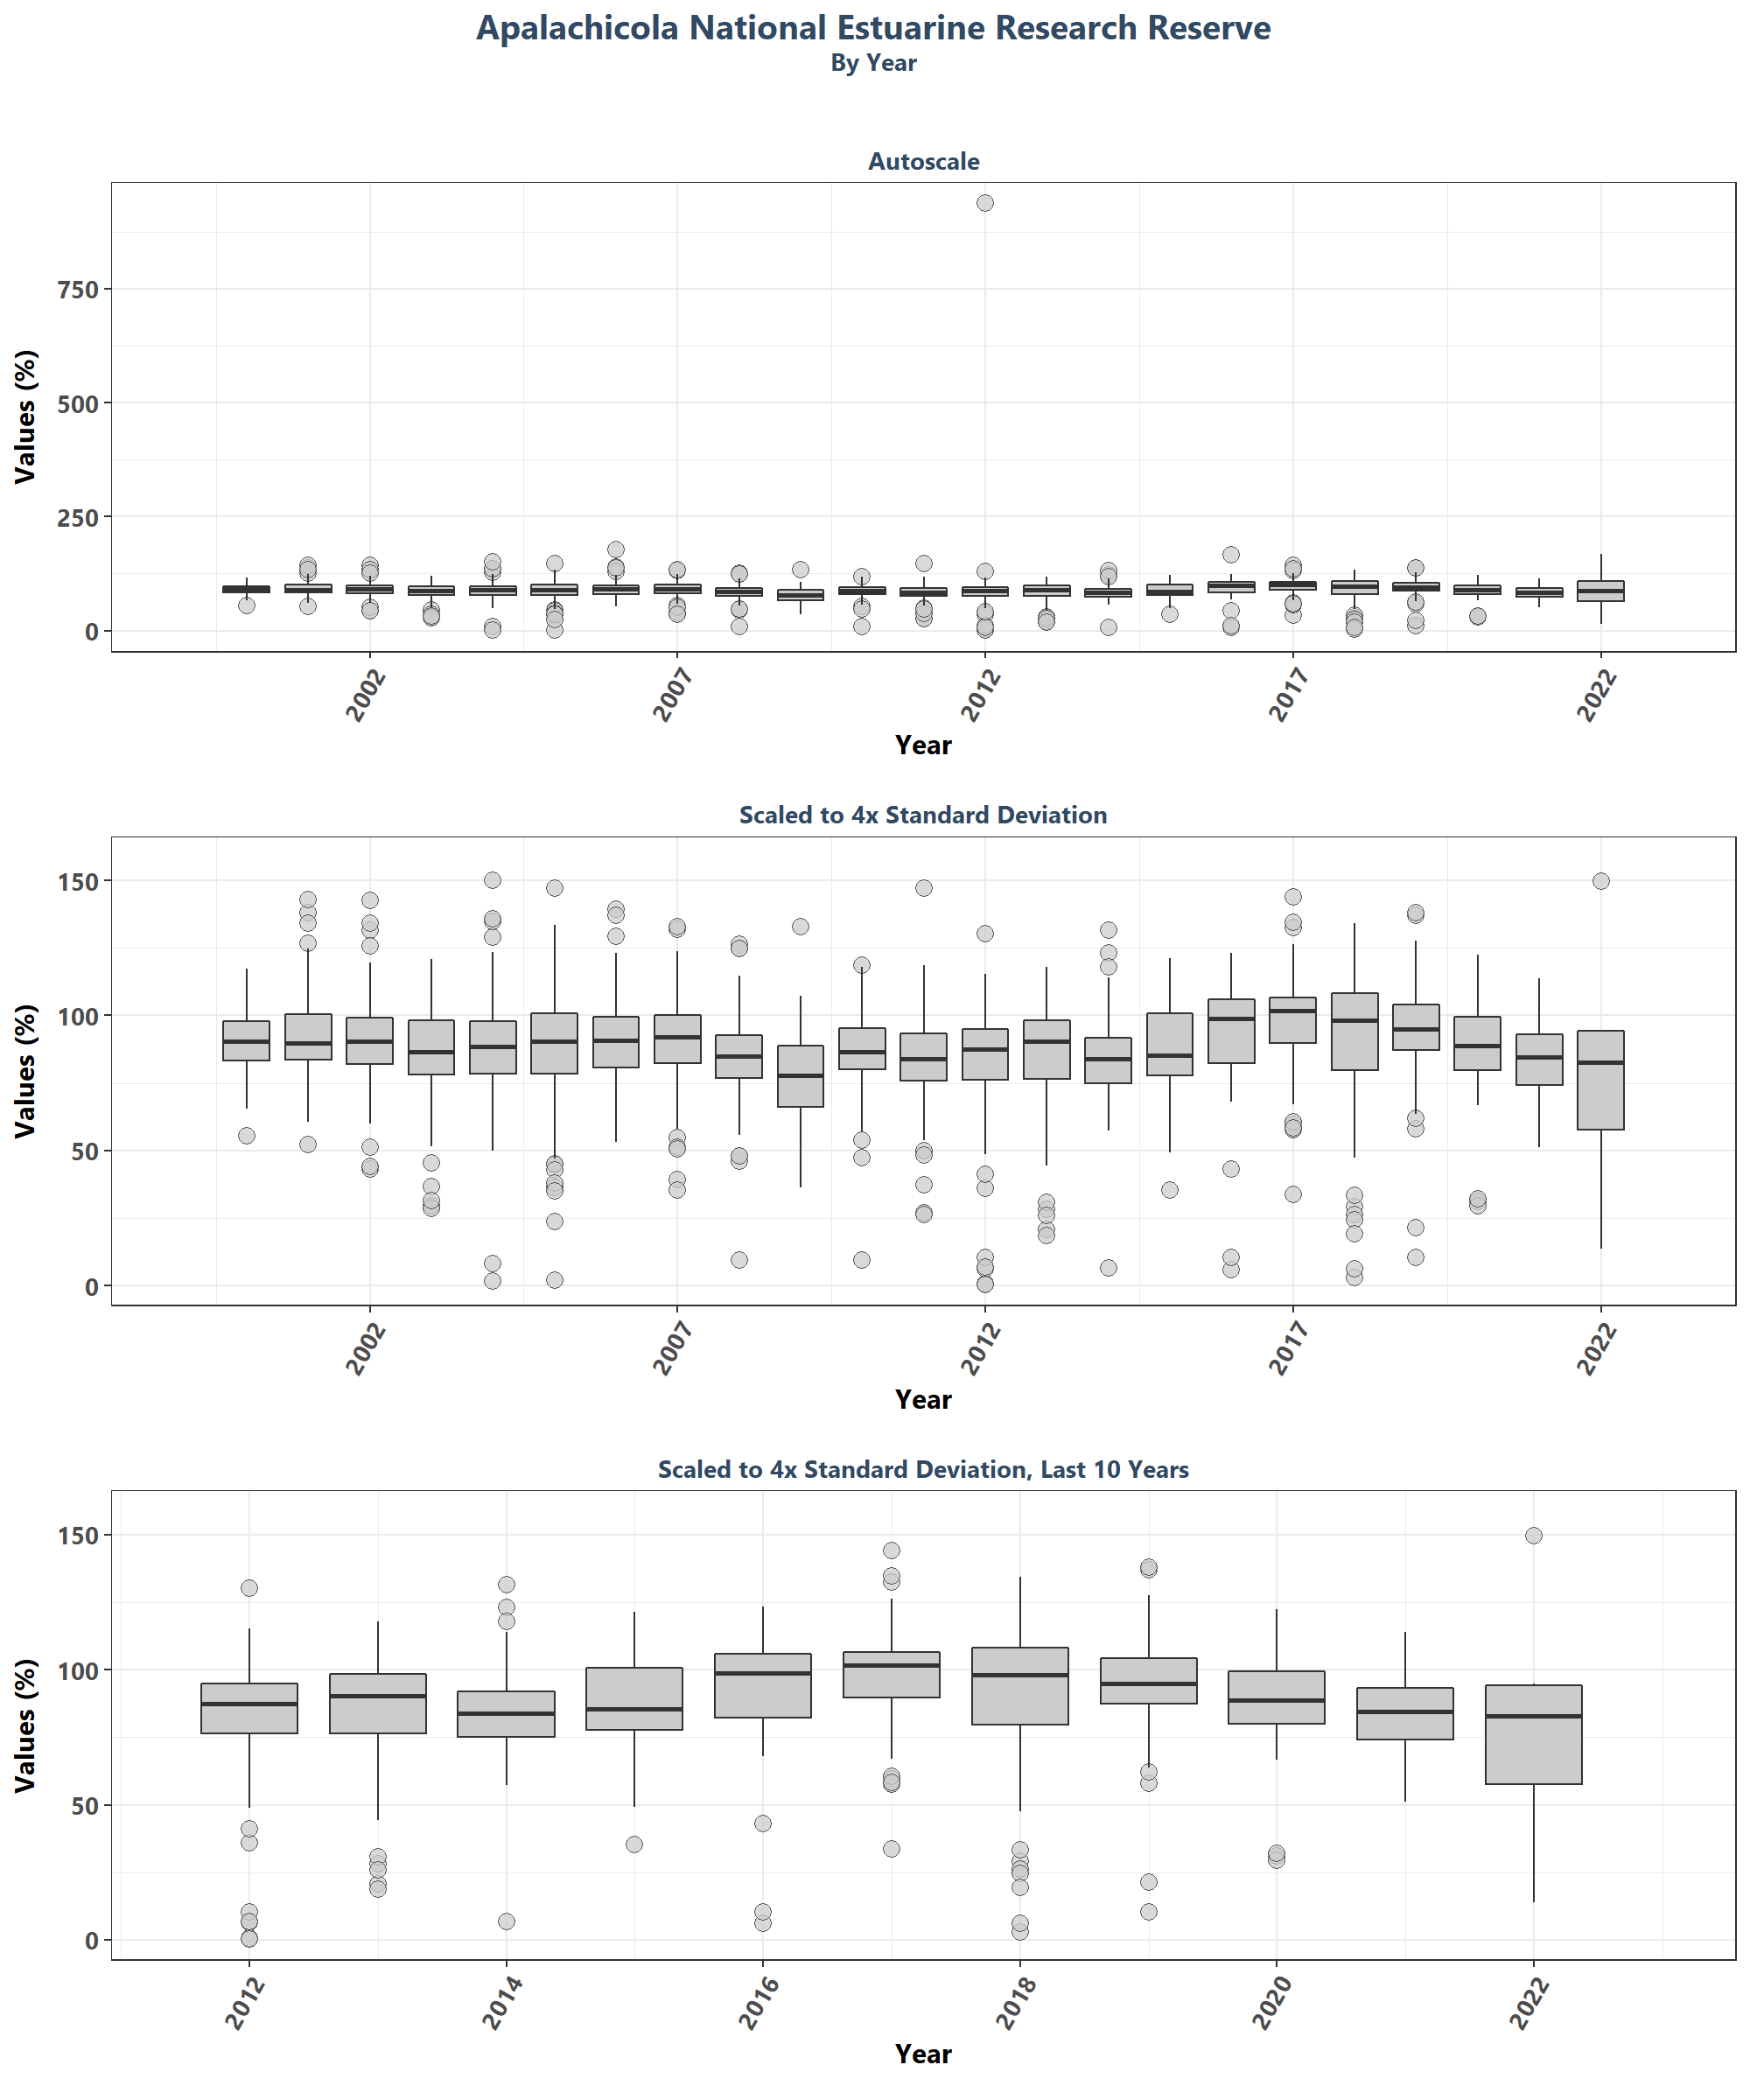 Apalachicola National Estuarine Research Reserve
By Year
Autoscale
Values (%)
750
500
250
0
2002 2007 2012 2017 2022
Year
Scaled to 4x Standard Deviation
Values (%)
150
100
50
0
2002 2007 2012 2017 2022
Year
Scaled to 4x Standard Deviation, Last 10 Years
Values (%)
150
100
50
0
2012 2014 2016 2018 2020 2022
Year